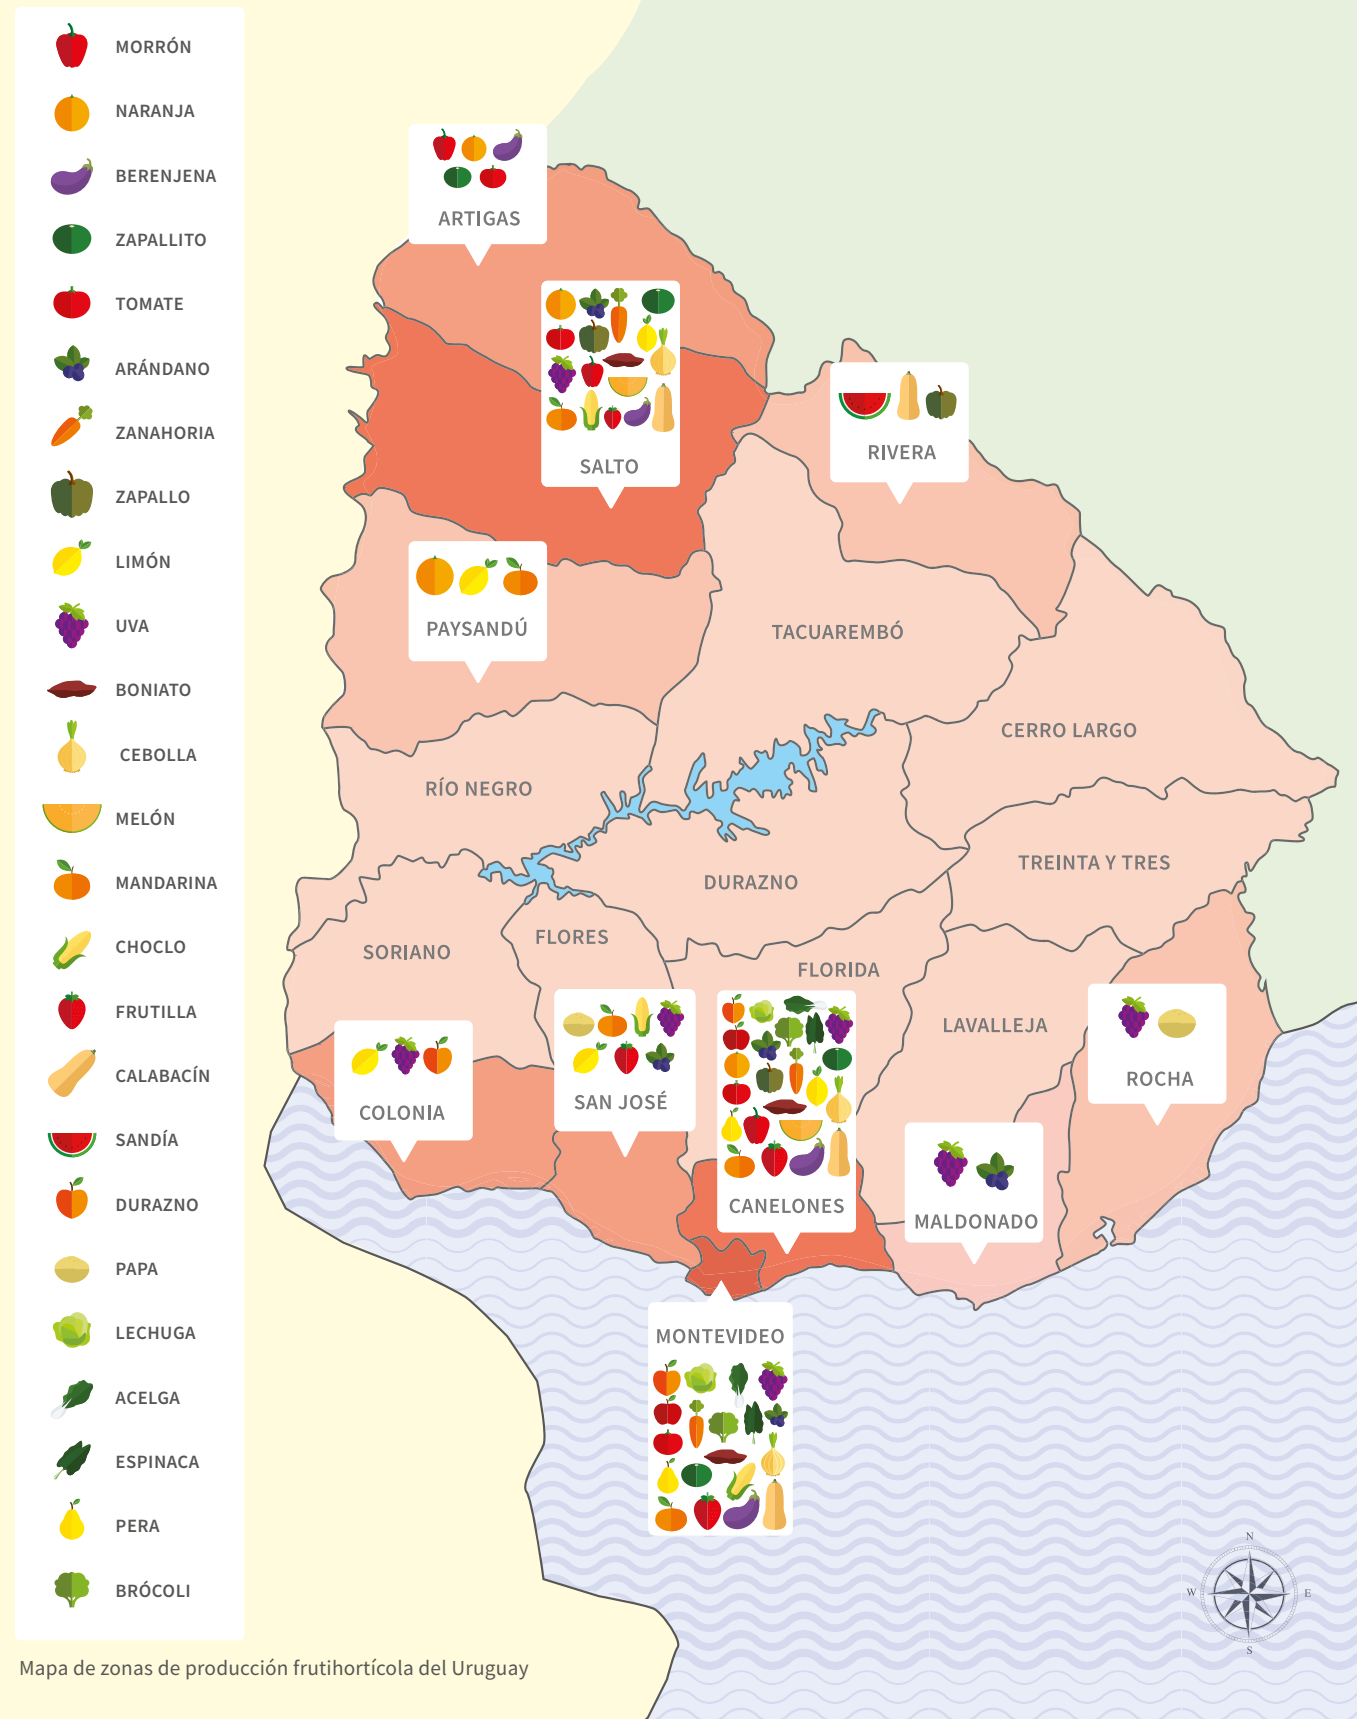 MORRÓN
NARANJA
BERENJENA
ZAPALLITO
TOMATE
ARÁNDANO
ZANAHORIA
ZAPALLO
LIMÓN
UVA
BONIATO
CEBOLLA
MELÓN
MANDARINA
CHOCLO
FRUTILLA
CALABACÍN
SANDÍA
DURAZNO
PAPA
LECHUGA
ACELGA
ESPINACA
PERA
BRÓCOLI
Mapa de zonas de producción frutihortícola del Uruguay
ARTIGAS
SALTO
RIVERA
PAYSANDÚ
TACUAREMBÓ
CERRO LARGO
RÍO NEGRO
TREINTA Y TRES
DURAZNO
FLORES
SORIANO
FLORIDA
LAVALLEJA
ROCHA
SAN JOSÉ
COLONIA
CANELONES
MALDONADO
MONTEVIDEO
N
W
E
S